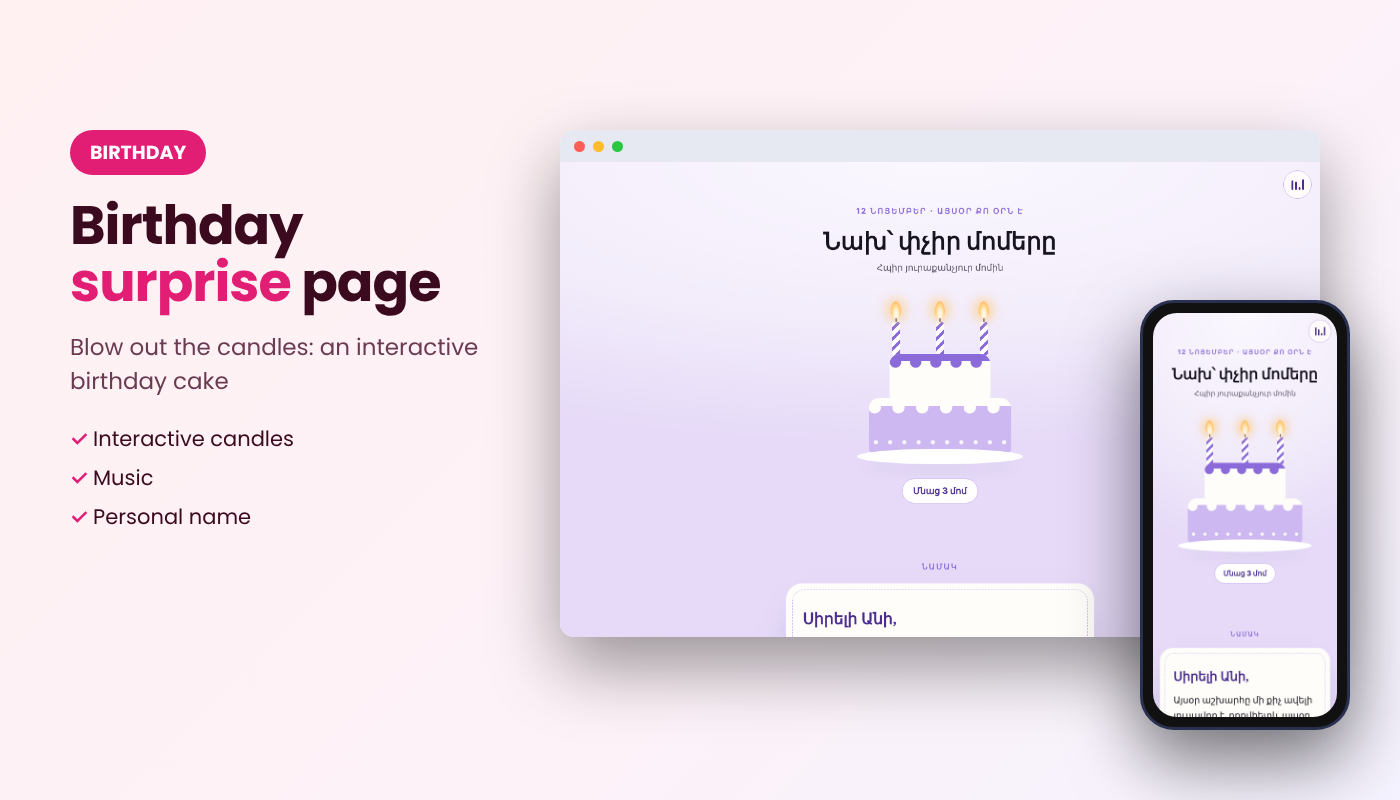 BIRTHDAY
Birthday
surprise page
Blow out the candles: an interactive
birthday cake
Interactive candles
Music
Personal name
12 ՆՈՅԵՄԲԵՐ · ԱՅՍՕՐ ՔՈ ՕՐՆ Է
Նախ՝ փչիր մոմերը
Հպիր յուրաքանչյուր մոմին
Մնաց 3 մոմ
ՆԱՄԱԿ
Սիրելի Անի,
12 ՆՈՅԵՄԲԵՐ · ԱՅՍՕՐ ՔՈ ՕՐՆ Է
Նախ՝ փչիր մոմերը
Հպիր յուրաքանչյուր մոմին
Մնաց 3 մոմ
ՆԱՄԱԿ
Սիրելի Անի,
Այսօր աշխարհը մի քիչ ավելի